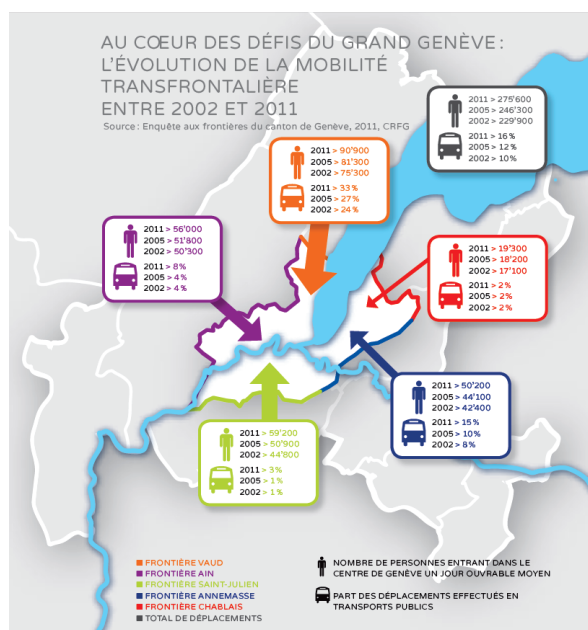 AU CŒUR DES DÉFIS DU GRAND GENÈVE :
L'ÉVOLUTION DE LA MOBILITÉ
TRANSFRONTALIÈRE
ENTRE 2002 ET 2011
Source : Enquête aux frontières du canton de Genève, 2011, CRFG
2011 > 275'600
2005 > 246'300
2002 > 229'900
2011 > 16 %
2005 > 12 %
2002 > 10 %
2011 > 90'900
2005 > 81'300
2002 > 75'300
2011 > 33 %
2005 > 27 %
2002 > 24 %
2011 > 56'000
2005 > 51'800
2002 > 50'300
2011 > 8 %
2005 > 4 %
2002 > 4 %
2011 > 19'300
2005 > 18'200
2002 > 17'100
2011 > 2 %
2005 > 2 %
2002 > 2 %
2011 > 50'200
2005 > 44'100
2002 > 42'400
2011 > 15 %
2005 > 10 %
2002 > 8 %
2011 > 59'200
2005 > 50'900
2002 > 44'800
2011 > 3 %
2005 > 1 %
2002 > 1 %
FRONTIÈRE VAUD
FRONTIÈRE AIN
FRONTIÈRE SAINT-JULIEN
FRONTIÈRE ANNEMASSE
FRONTIÈRE CHABLAIS
TOTAL DE DÉPLACEMENTS
NOMBRE DE PERSONNES ENTRANT DANS LE
CENTRE DE GENÈVE UN JOUR OUVRABLE MOYEN
PART DES DÉPLACEMENTS EFFECTUÉS EN
TRANSPORTS PUBLICS